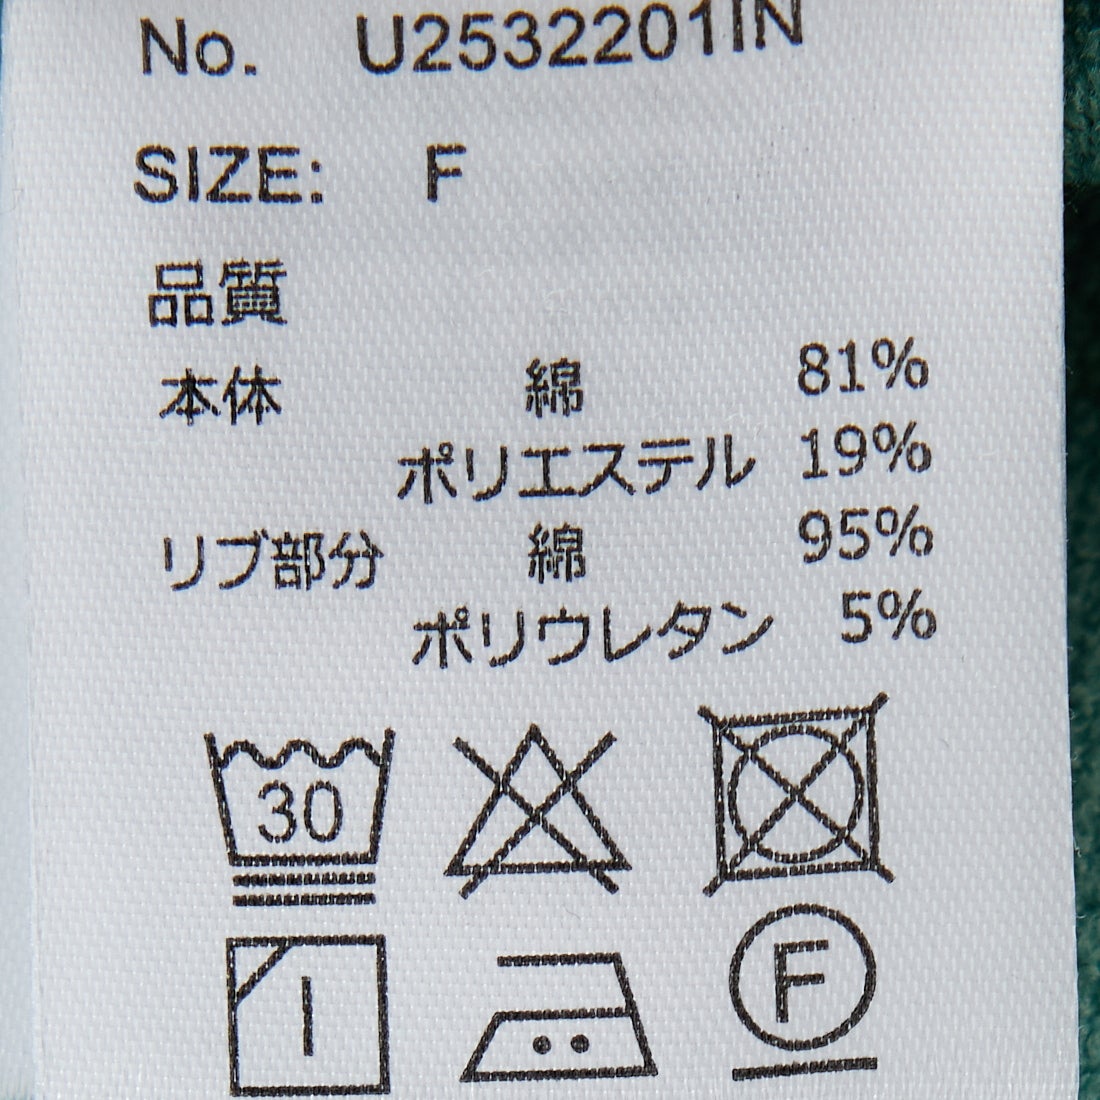 No. U2532201IN
SIZE: F
品質
本体 綿 81%
ポリエステル 19%
リブ部分 綿 95%
ポリウレタン 5%
30
F